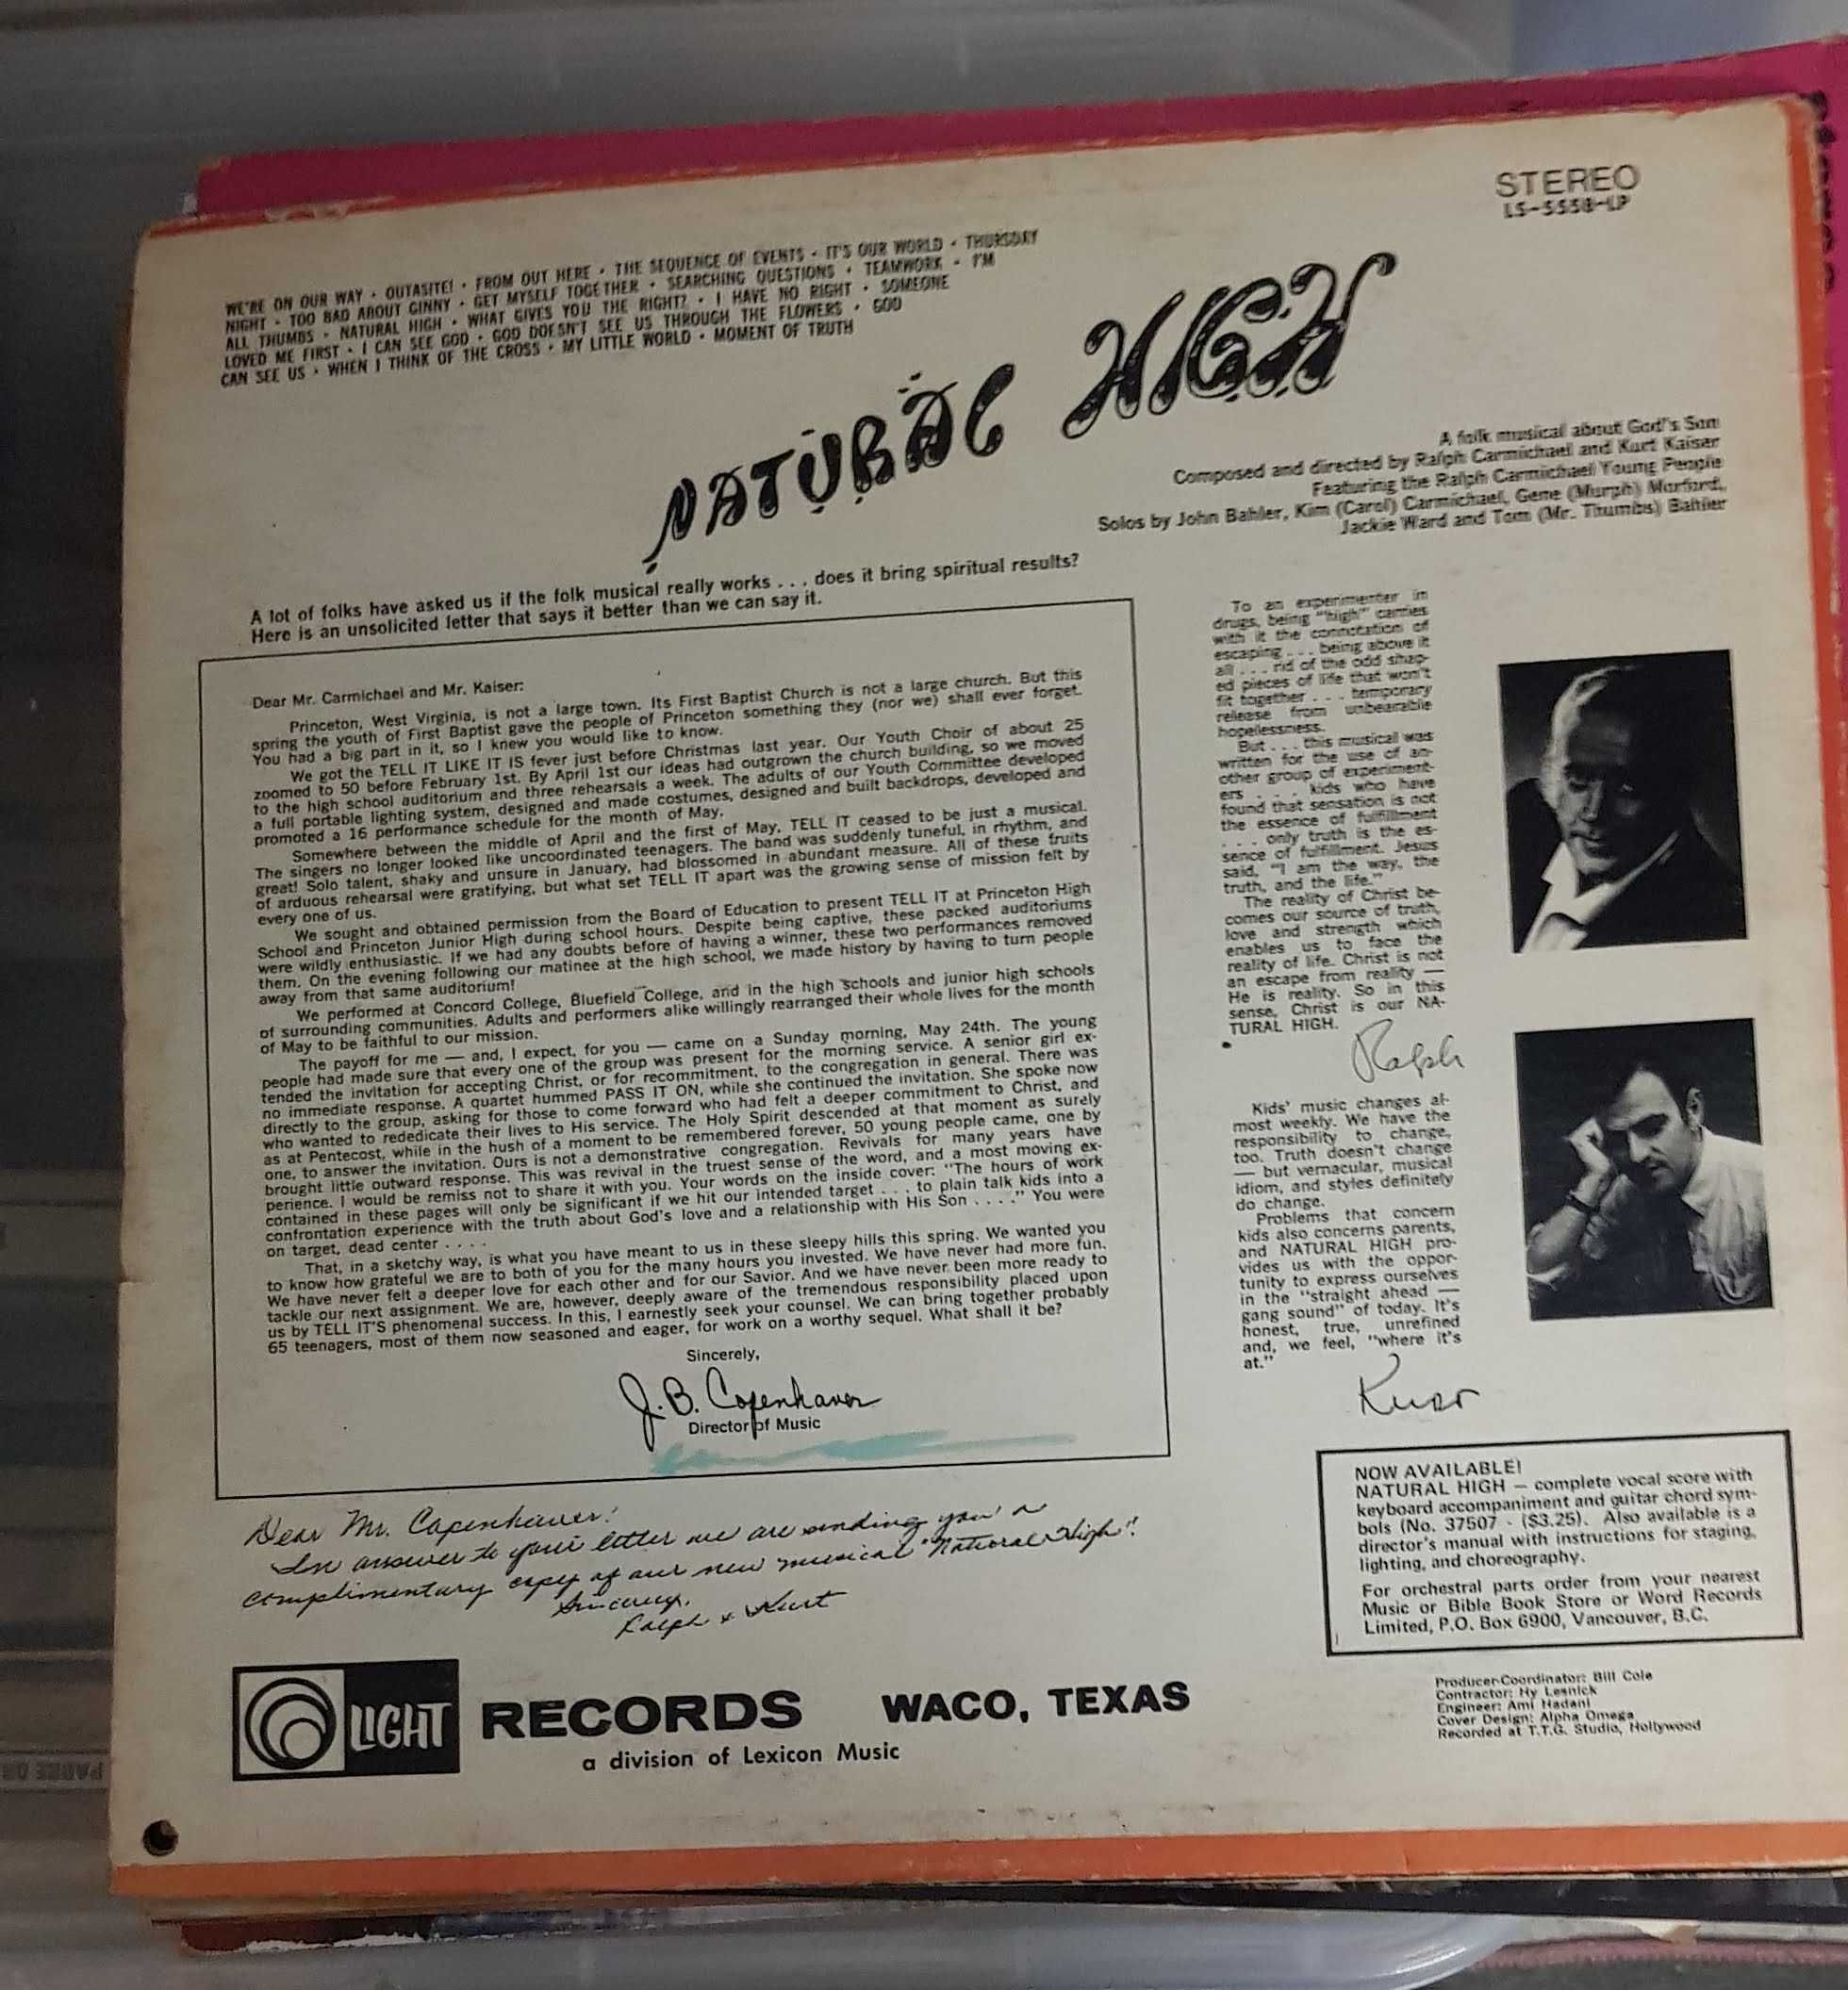 STEREO
LS-5558-LP
WE'RE ON OUR WAY • OUTASITE! • FROM OUT HERE • THE SEQUENCE OF EVENTS • IT'S OUR WORLD • THURSDAY
NIGHT • TOO BAD ABOUT GINNY • GET MYSELF TOGETHER • SEARCHING QUESTIONS • TEAMWORK • I'M
ALL THUMBS • NATURAL HIGH • WHAT GIVES YOU THE RIGHT? • I HAVE NO RIGHT • SOMEONE
LOVED ME FIRST • I CAN SEE GOD • GOD DOESN'T SEE US THROUGH THE FLOWERS • GOD
CAN SEE US • WHEN I THINK OF THE CROSS • MY LITTLE WORLD • MOMENT OF TRUTH
NATURAL HIGH
A folk musical about God's Son
Composed and directed by Ralph Carmichael and Kurt Kaiser
Featuring the Ralph Carmichael Young People
Solos by John Bahler, Kim (Carol) Carmichael, Gene (Murph) Morford,
Jackie Ward and Tom (Mr. Thumbs) Bahler
A lot of folks have asked us if the folk musical really works . . . does it bring spiritual results?
Here is an unsolicited letter that says it better than we can say it.
Dear Mr. Carmichael and Mr. Kaiser:
Princeton, West Virginia, is not a large town. Its First Baptist Church is not a large church. But this
spring the youth of First Baptist gave the people of Princeton something they (nor we) shall ever forget.
You had a big part in it, so I knew you would like to know.
We got the TELL IT LIKE IT IS fever just before Christmas last year. Our Youth Choir of about 25
zoomed to 50 before February 1st. By April 1st our ideas had outgrown the church building, so we moved
to the high school auditorium and three rehearsals a week. The adults of our Youth Committee developed
a full portable lighting system, designed and made costumes, designed and built backdrops, developed and
promoted a 16 performance schedule for the month of May.
Somewhere between the middle of April and the first of May, TELL IT ceased to be just a musical.
The singers no longer looked like uncoordinated teenagers. The band was suddenly tuneful, in rhythm, and
great! Solo talent, shaky and unsure in January, had blossomed in abundant measure. All of these fruits
of arduous rehearsal were gratifying, but what set TELL IT apart was the growing sense of mission felt by
every one of us.
We sought and obtained permission from the Board of Education to present TELL IT at Princeton High
School and Princeton Junior High during school hours. Despite being captive, these packed auditoriums
were wildly enthusiastic. If we had any doubts before of having a winner, these two performances removed
them. On the evening following our matinee at the high school, we made history by having to turn people
away from that same auditorium!
We performed at Concord College, Bluefield College, and in the high schools and junior high schools
of surrounding communities. Adults and performers alike willingly rearranged their whole lives for the month
of May to be faithful to our mission.
The payoff for me — and, I expect, for you — came on a Sunday morning, May 24th. The young
people had made sure that every one of the group was present for the morning service. A senior girl ex-
tended the invitation for accepting Christ, or for recommitment, to the congregation in general. There was
no immediate response. A quartet hummed PASS IT ON, while she continued the invitation. She spoke now
directly to the group, asking for those to come forward who had felt a deeper commitment to Christ, and
who wanted to rededicate their lives to His service. The Holy Spirit descended at that moment as surely
as at Pentecost, while in the hush of a moment to be remembered forever, 50 young people came, one by
one, to answer the invitation. Ours is not a demonstrative congregation. Revivals for many years have
brought little outward response. This was revival in the truest sense of the word, and a most moving ex-
perience. I would be remiss not to share it with you. Your words on the inside cover: "The hours of work
contained in these pages will only be significant if we hit our intended target . . . to plain talk kids into a
confrontation experience with the truth about God's love and a relationship with His Son . . . ." You were
on target, dead center . . . .
That, in a sketchy way, is what you have meant to us in these sleepy hills this spring. We wanted you
to know how grateful we are to both of you for the many hours you invested. We have never had more fun.
We have never felt a deeper love for each other and for our Savior. And we have never been more ready to
tackle our next assignment. We are, however, deeply aware of the tremendous responsibility placed upon
us by TELL IT'S phenomenal success. In this, I earnestly seek your counsel. We can bring together probably
65 teenagers, most of them now seasoned and eager, for work on a worthy sequel. What shall it be?
Sincerely,
J. B. Copenhaver
Director of Music
Dear Mr. Copenhaver:
In answer to your letter we are sending you a
complimentary copy of our new musical "Natural High".
Sincerely,
Ralph & Kurt
To an experimenter in
drugs, being "high" carries
with it the connotation of
escaping . . . being above it
all . . . rid of the odd shap-
ed pieces of life that won't
fit together . . . temporary
release from unbearable
hopelessness.
But . . . this musical was
written for the use of an-
other group of experiment-
ers . . . kids who have
found that sensation is not
the essence of fulfillment
. . . only truth is the es-
sence of fulfillment. Jesus
said, "I am the way, the
truth, and the life."
The reality of Christ be-
comes our source of truth,
love and strength which
enables us to face the
reality of life. Christ is not
an escape from reality —
He is reality. So in this
sense, Christ is our NA-
TURAL HIGH.
Ralph
Kids' music changes al-
most weekly. We have the
responsibility to change,
too. Truth doesn't change
— but vernacular, musical
idiom, and styles definitely
do change.
Problems that concern
kids also concerns parents,
and NATURAL HIGH pro-
vides us with the oppor-
tunity to express ourselves
in the "straight ahead —
gang sound" of today. It's
honest, true, unrefined
and, we feel, "where it's
at."
Kurt
NOW AVAILABLE!
NATURAL HIGH — complete vocal score with
keyboard accompaniment and guitar chord sym-
bols (No. 37507 - ($3.25). Also available is a
director's manual with instructions for staging,
lighting, and choreography.
For orchestral parts order from your nearest
Music or Bible Book Store or Word Records
Limited, P.O. Box 6900, Vancouver, B.C.
LIGHT RECORDS WACO, TEXAS
a division of Lexicon Music
Producer-Coordinator: Bill Cole
Contractor: Hy Lesnick
Engineer: Ami Hadani
Cover Design: Alpha Omega
Recorded at T.T.G. Studio, Hollywood